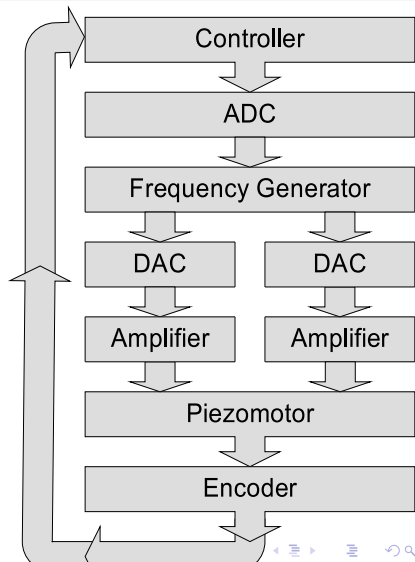 Controller
ADC
Frequency Generator
DAC DAC
Amplifier Amplifier
Piezomotor
Encoder